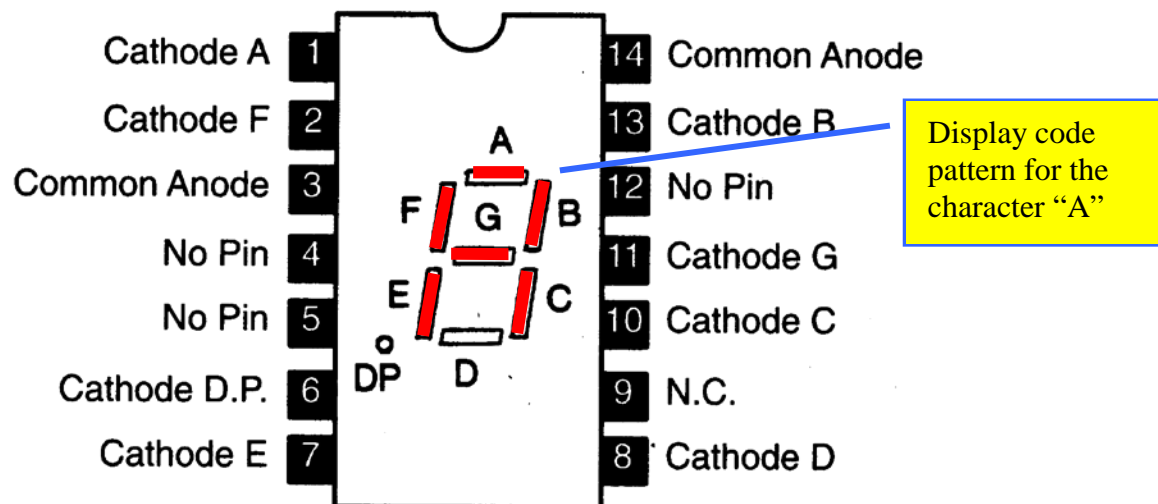 Cathode A 1
14 Common Anode
Cathode F 2
13 Cathode B
Common Anode 3
12 No Pin
No Pin 4
11 Cathode G
No Pin 5
10 Cathode C
Cathode D.P. 6
9 N.C.
Cathode E 7
8 Cathode D
A
F
G
B
E
C
DP
D
Display code
pattern for the
character “A”